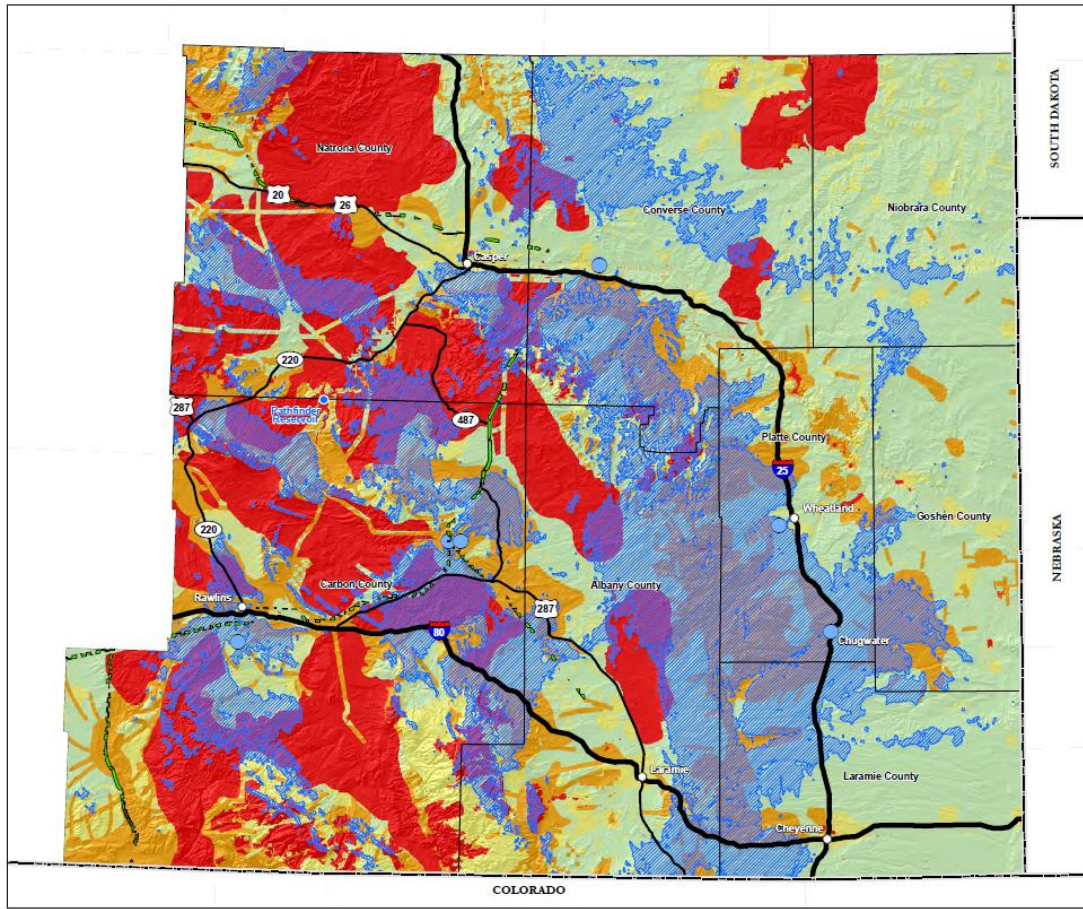 SOUTH DAKOTA
Natrona County
20
26
Converse County
Niobrara County
Casper
220
287
Pathfinder
Reservoir
487
Platte County
25
Wheatland
Goshen County
NEBRASKA
220
Carbon County
Albany County
Rawlins
287
80
Chugwater
Laramie
Laramie County
Cheyenne
COLORADO